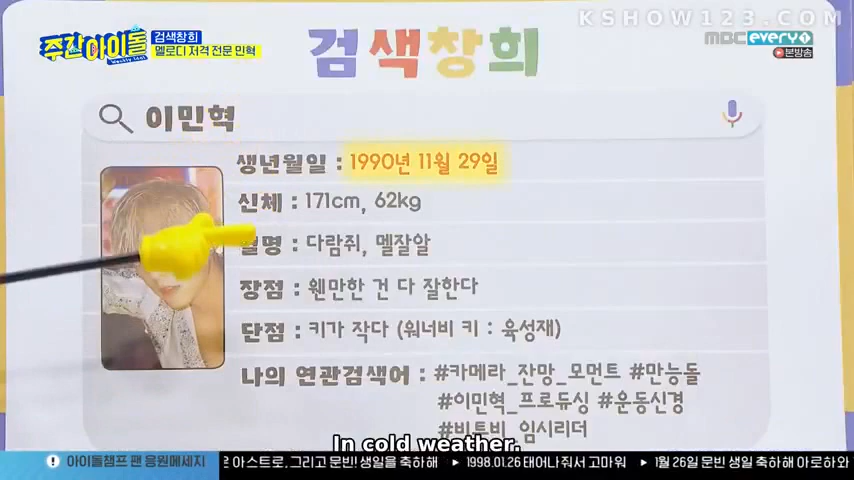 KSHOW123.COM
주간아이돌
Weekly Idol
검색창희
멜로디 저격 전문 민혁
MBC every1
본방송
검색창희
이민혁
생년월일 : 1990년 11월 29일
신체 : 171cm, 62kg
별명 : 다람쥐, 멜잘알
장점 : 웬만한 건 다 잘한다
단점 : 키가 작다 (워너비 키 : 육성재)
나의 연관검색어 : #카메라_잔망_모먼트 #만능돌
#이민혁_프로듀싱 #운동신경
#비투비_임시리더
In cold weather.
아이돌챔프 팬 응원메세지
로 아스트로, 그리고 문빈! 생일을 축하해 ▶ 1998.01.26 태어나줘서 고마워 ▶ 1월 26일 문빈 생일 축하해 아로하와